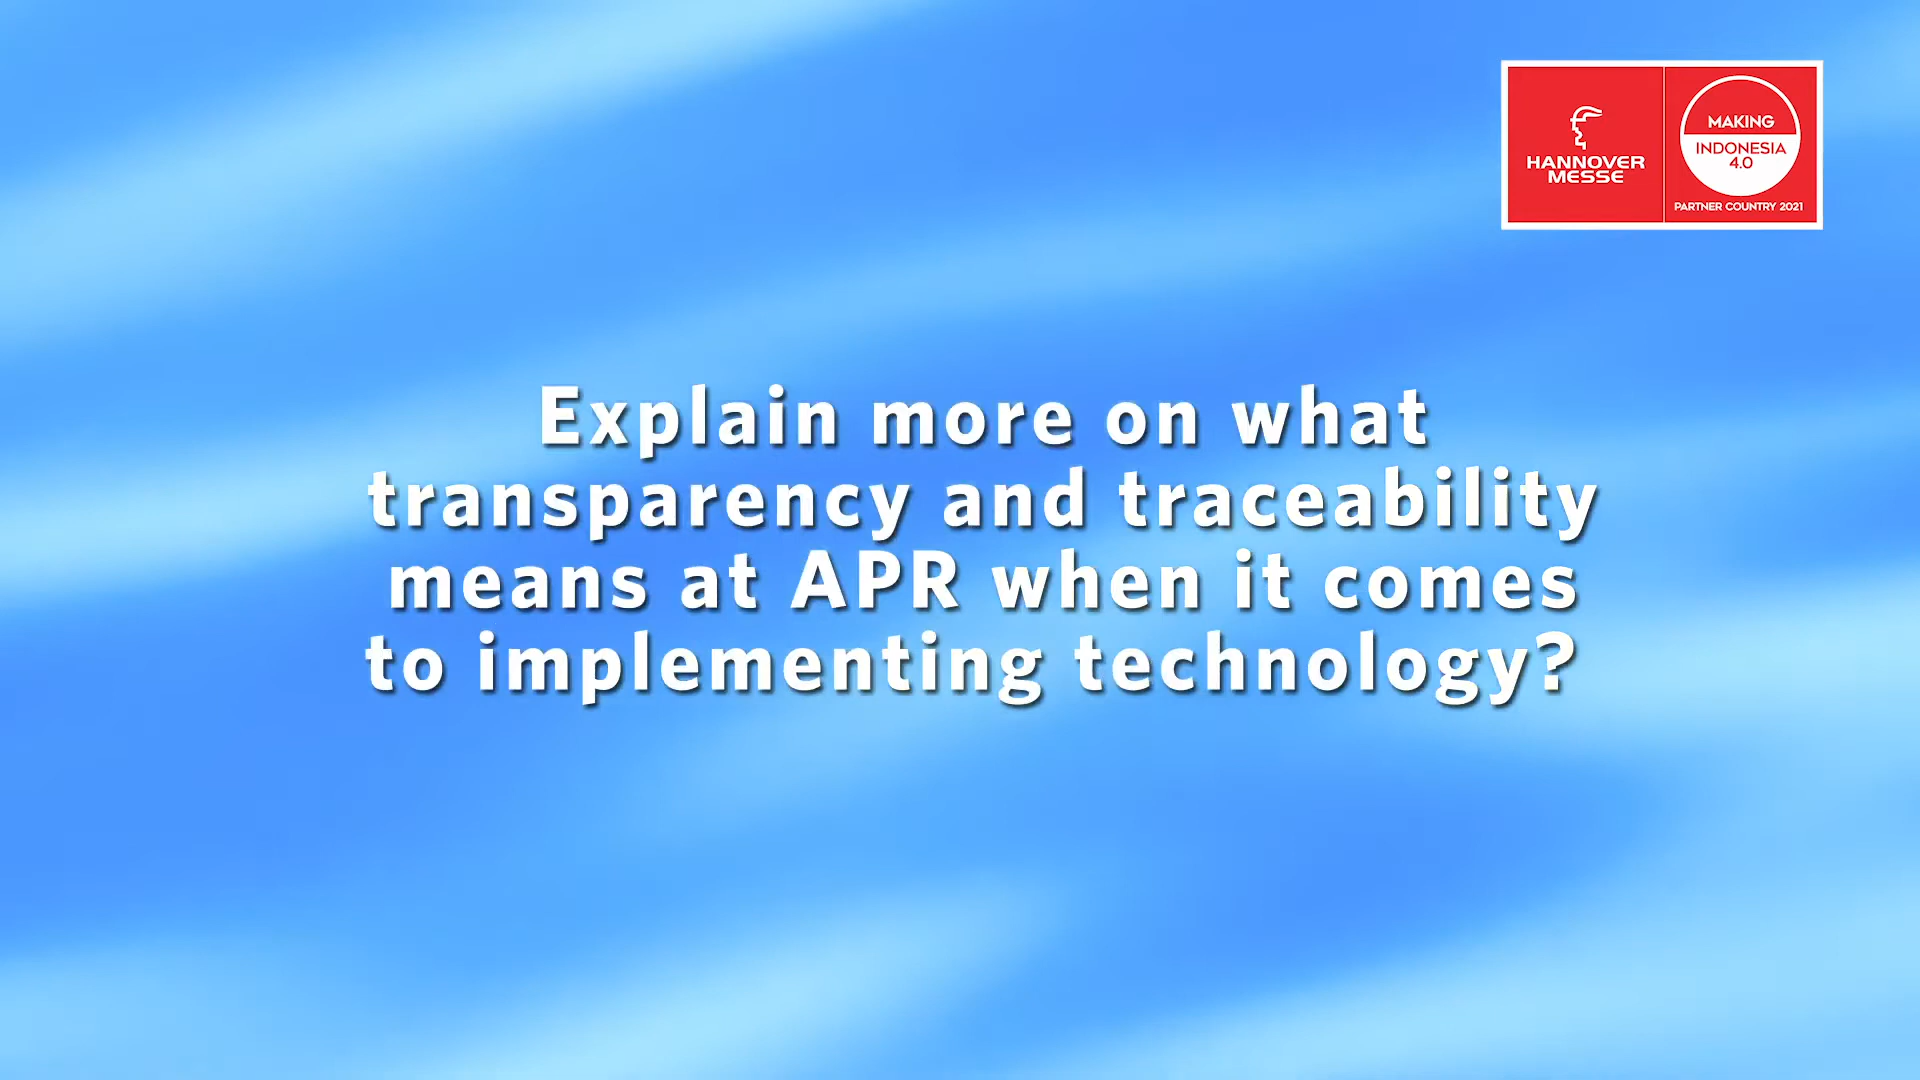 HANNOVER
MESSE
MAKING
INDONESIA
4.0
PARTNER COUNTRY 2021
Explain more on what
transparency and traceability
means at APR when it comes
to implementing technology?